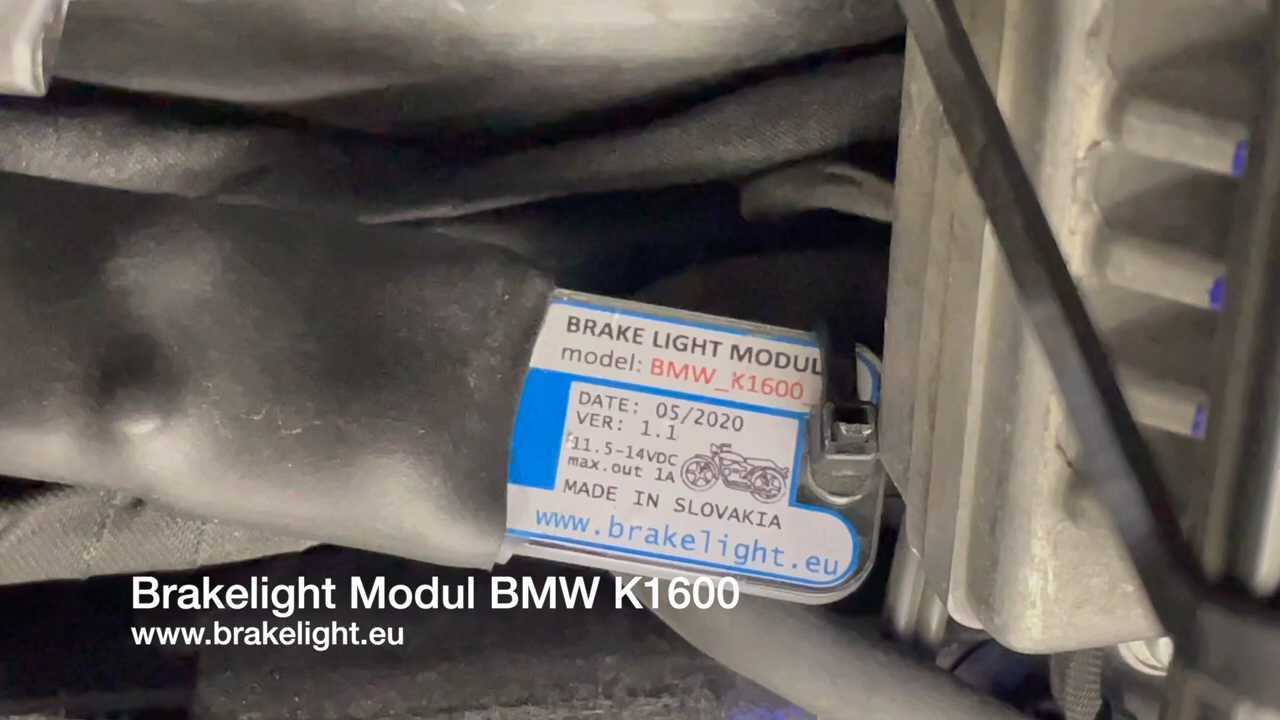 BRAKE LIGHT MODUL
model: BMW_K1600_
DATE: 05/2020
VER: 1.1
11.5-14VDC
max.out 1A
MADE IN SLOVAKIA
www.brakelight.eu
Brakelight Modul BMW K1600
www.brakelight.eu